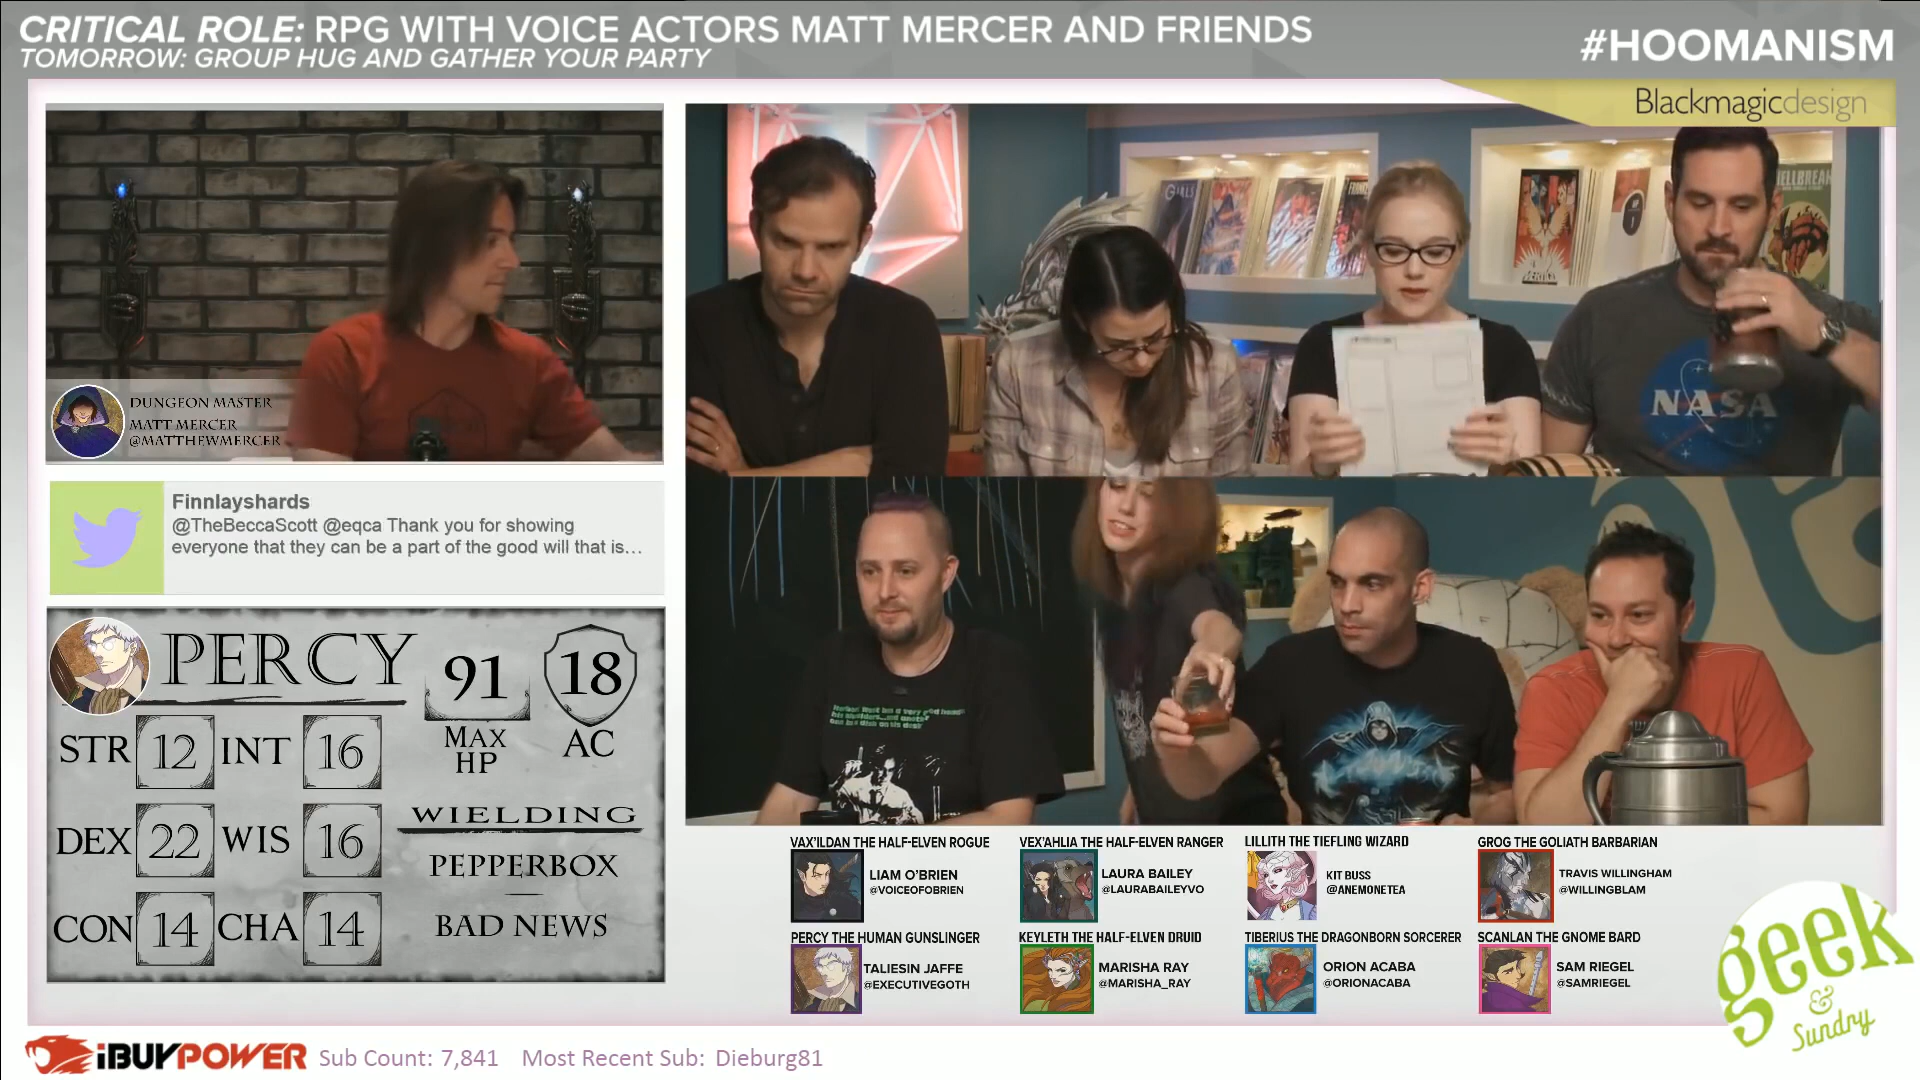 CRITICAL ROLE: RPG WITH VOICE ACTORS MATT MERCER AND FRIENDS
TOMORROW: GROUP HUG AND GATHER YOUR PARTY
#HOOMANISM
Blackmagicdesign
DUNGEON MASTER
MATT MERCER
@MATTHEWMERCER
HELLBREAK
NASA
Finnlayshards
@TheBeccaScott @eqca Thank you for showing
everyone that they can be a part of the good will that is...
PERCY
91
MAX
HP
18
AC
STR 12 INT 16
DEX 22 WIS 16
CON 14 CHA 14
WIELDING
PEPPERBOX
BAD NEWS
VAX'ILDAN THE HALF-ELVEN ROGUE
LIAM O'BRIEN
@VOICEOFOBRIEN
VEX'AHLIA THE HALF-ELVEN RANGER
LAURA BAILEY
@LAURABAILEYVO
LILLITH THE TIEFLING WIZARD
KIT BUSS
@ANEMONETEA
GROG THE GOLIATH BARBARIAN
TRAVIS WILLINGHAM
@WILLINGBLAM
PERCY THE HUMAN GUNSLINGER
TALIESIN JAFFE
@EXECUTIVEGOTH
KEYLETH THE HALF-ELVEN DRUID
MARISHA RAY
@MARISHA_RAY
TIBERIUS THE DRAGONBORN SORCERER
ORION ACABA
@ORIONACABA
SCANLAN THE GNOME BARD
SAM RIEGEL
@SAMRIEGEL
geek
&
Sundry
iBUYPOWER
Sub Count: 7,841 Most Recent Sub: Dieburg81